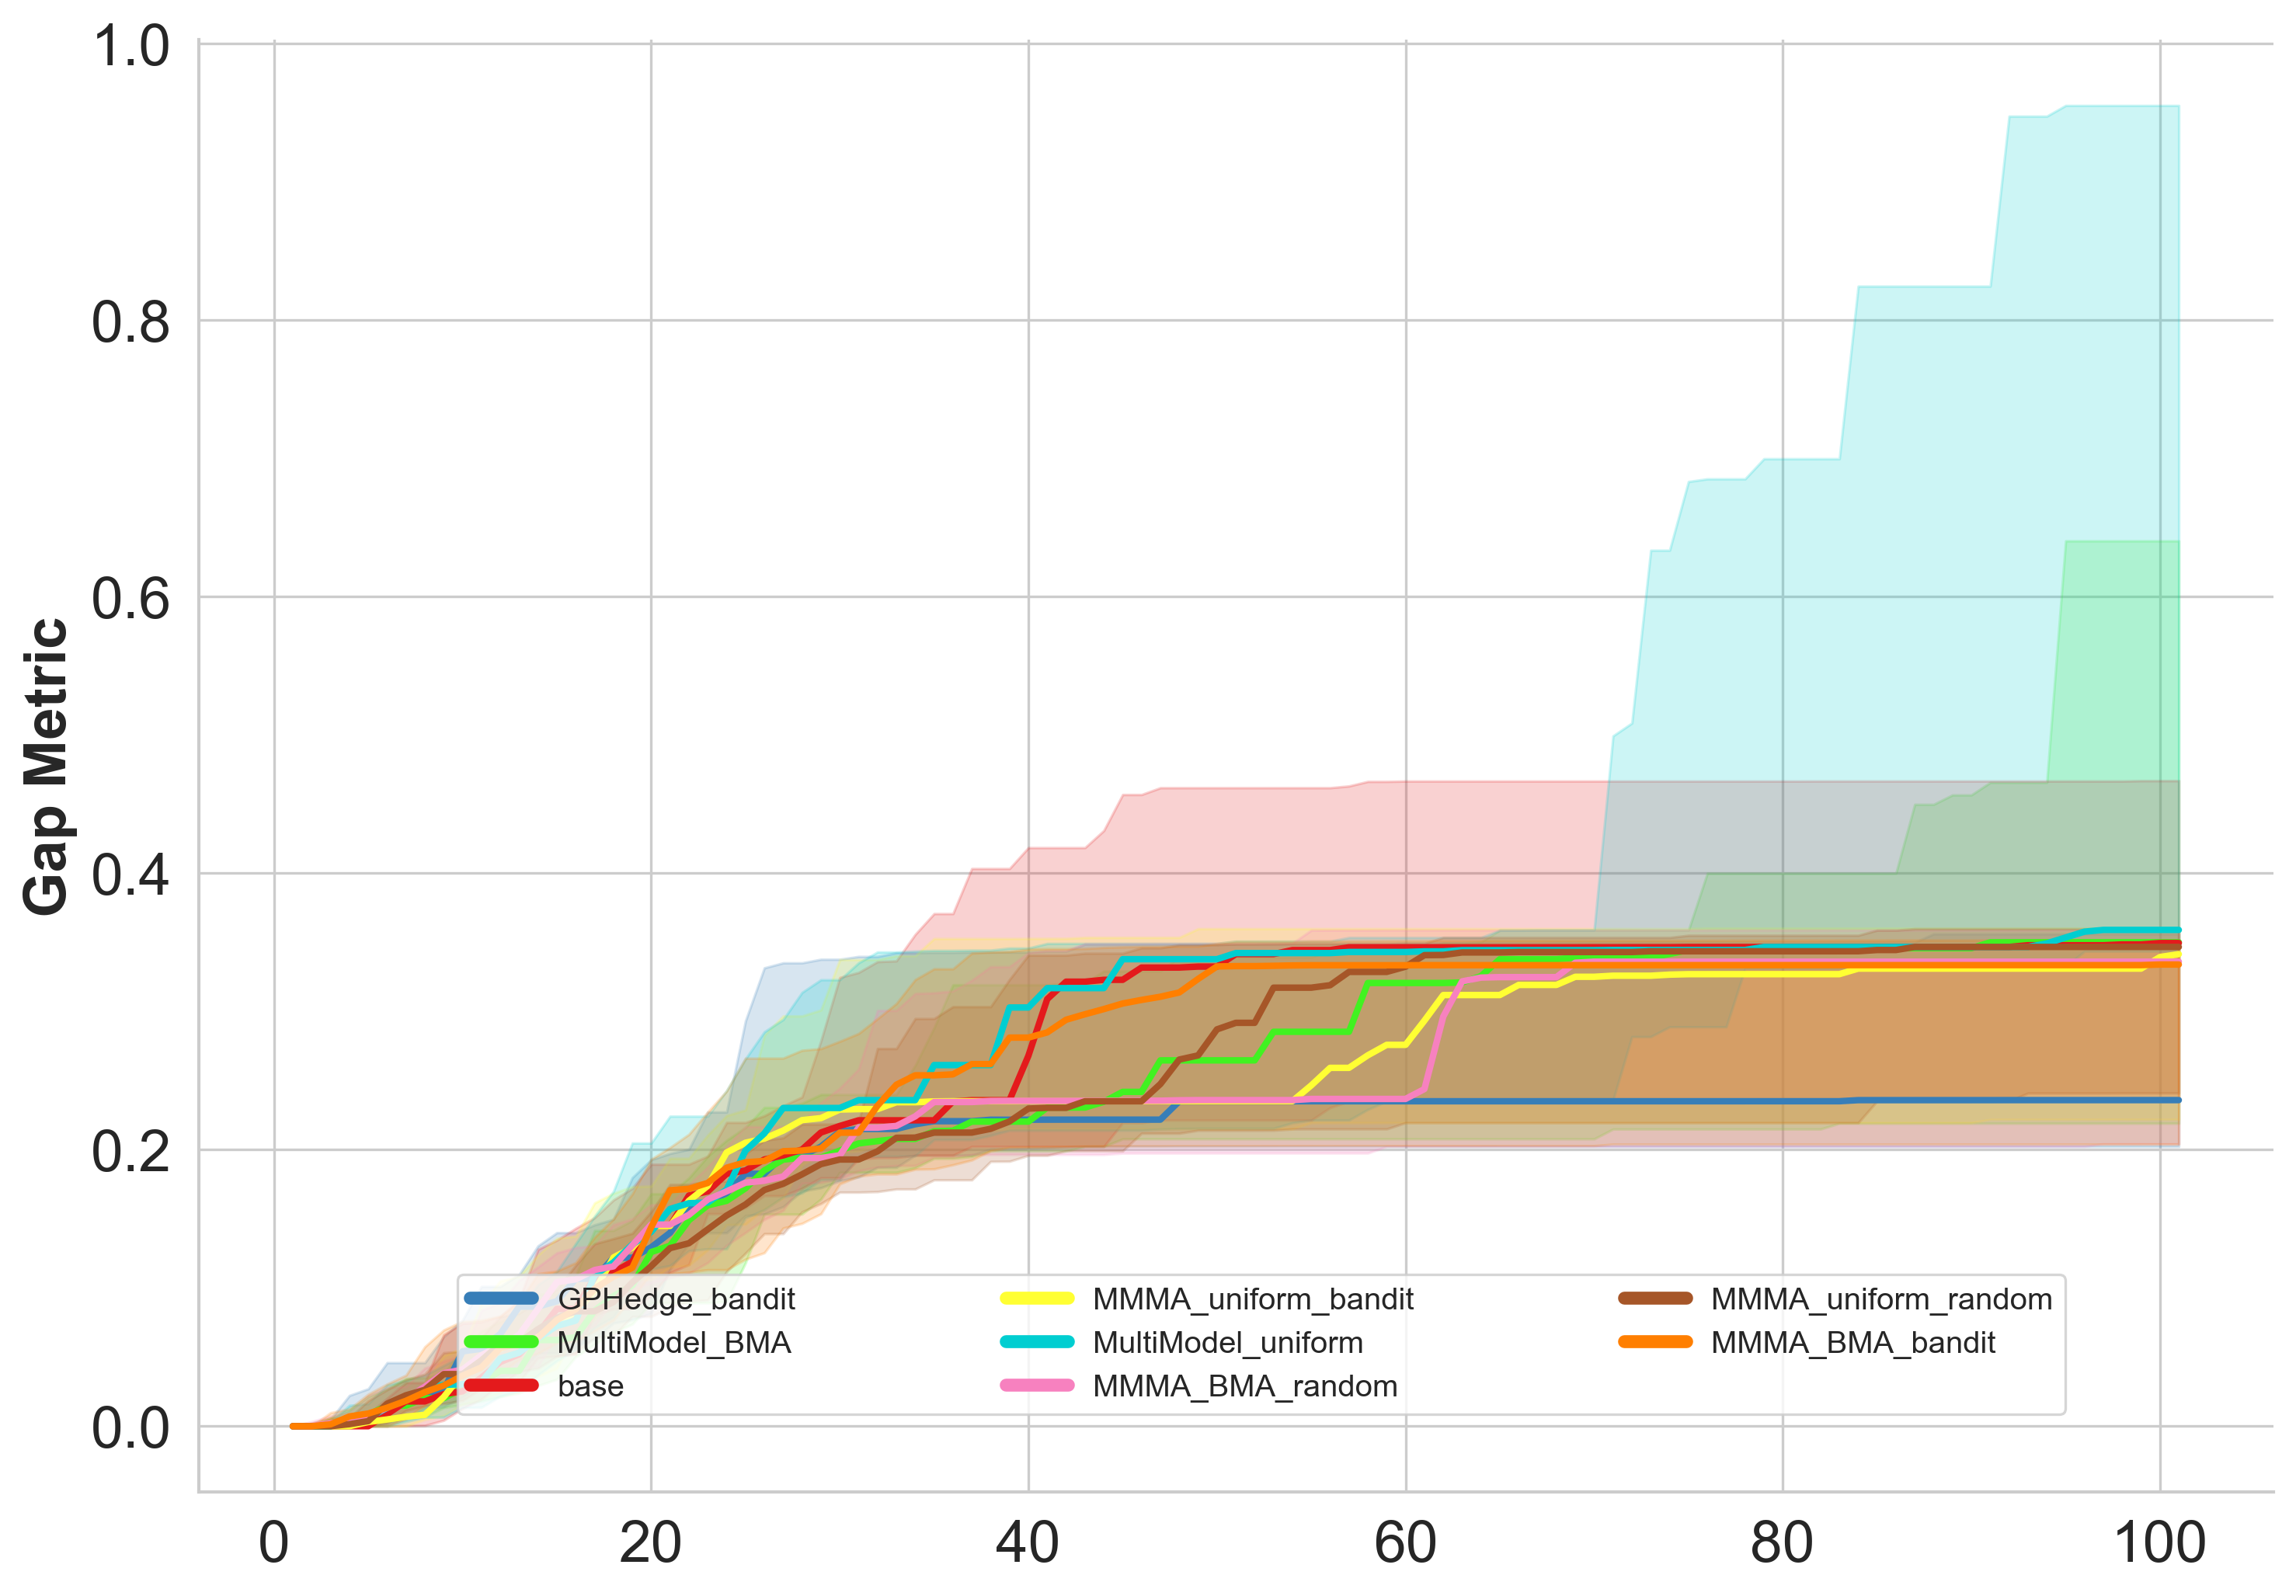 1.0
0.8
0.6
0.4
0.2
0.0
Gap Metric
GPHedge_bandit
MultiModel_BMA
base
MMMA_uniform_bandit
MultiModel_uniform
MMMA_BMA_random
MMMA_uniform_random
MMMA_BMA_bandit
0 20 40 60 80 100